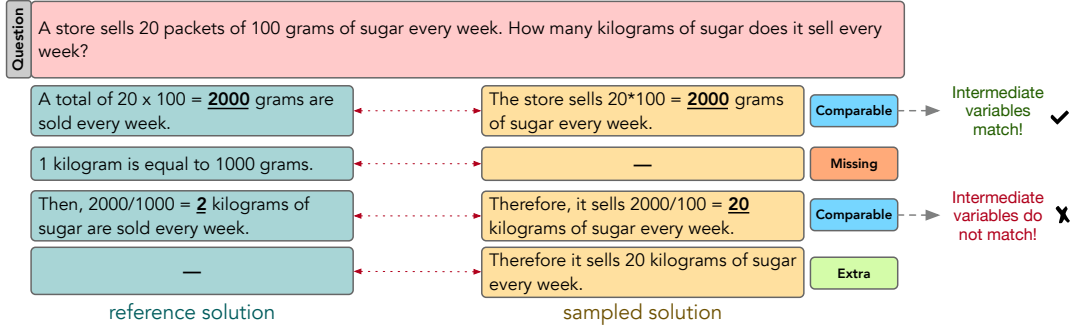 Question
A store sells 20 packets of 100 grams of sugar every week. How many kilograms of sugar does it sell every
week?
A total of 20 x 100 = 2000 grams are
sold every week.
The store sells 20*100 = 2000 grams
of sugar every week.
Comparable
Intermediate
variables
match!
1 kilogram is equal to 1000 grams.
—
Missing
Then, 2000/1000 = 2 kilograms of
sugar are sold every week.
Therefore, it sells 2000/100 = 20
kilograms of sugar every week.
Comparable
Intermediate
variables do
not match!
—
Therefore it sells 20 kilograms of sugar
every week.
Extra
reference solution
sampled solution